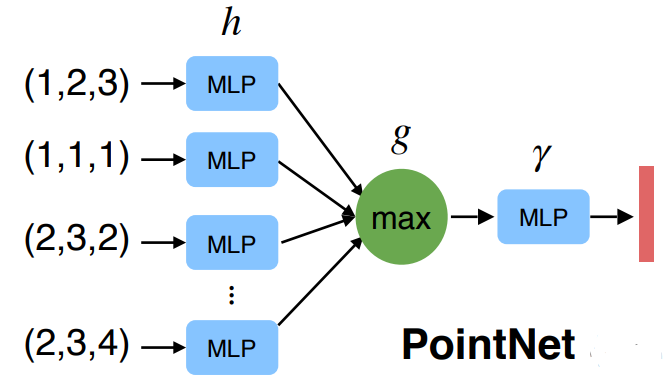 h
(1,2,3) MLP
(1,1,1) MLP
g
γ
max
MLP
(2,3,2) MLP
⋮
(2,3,4) MLP
PointNet